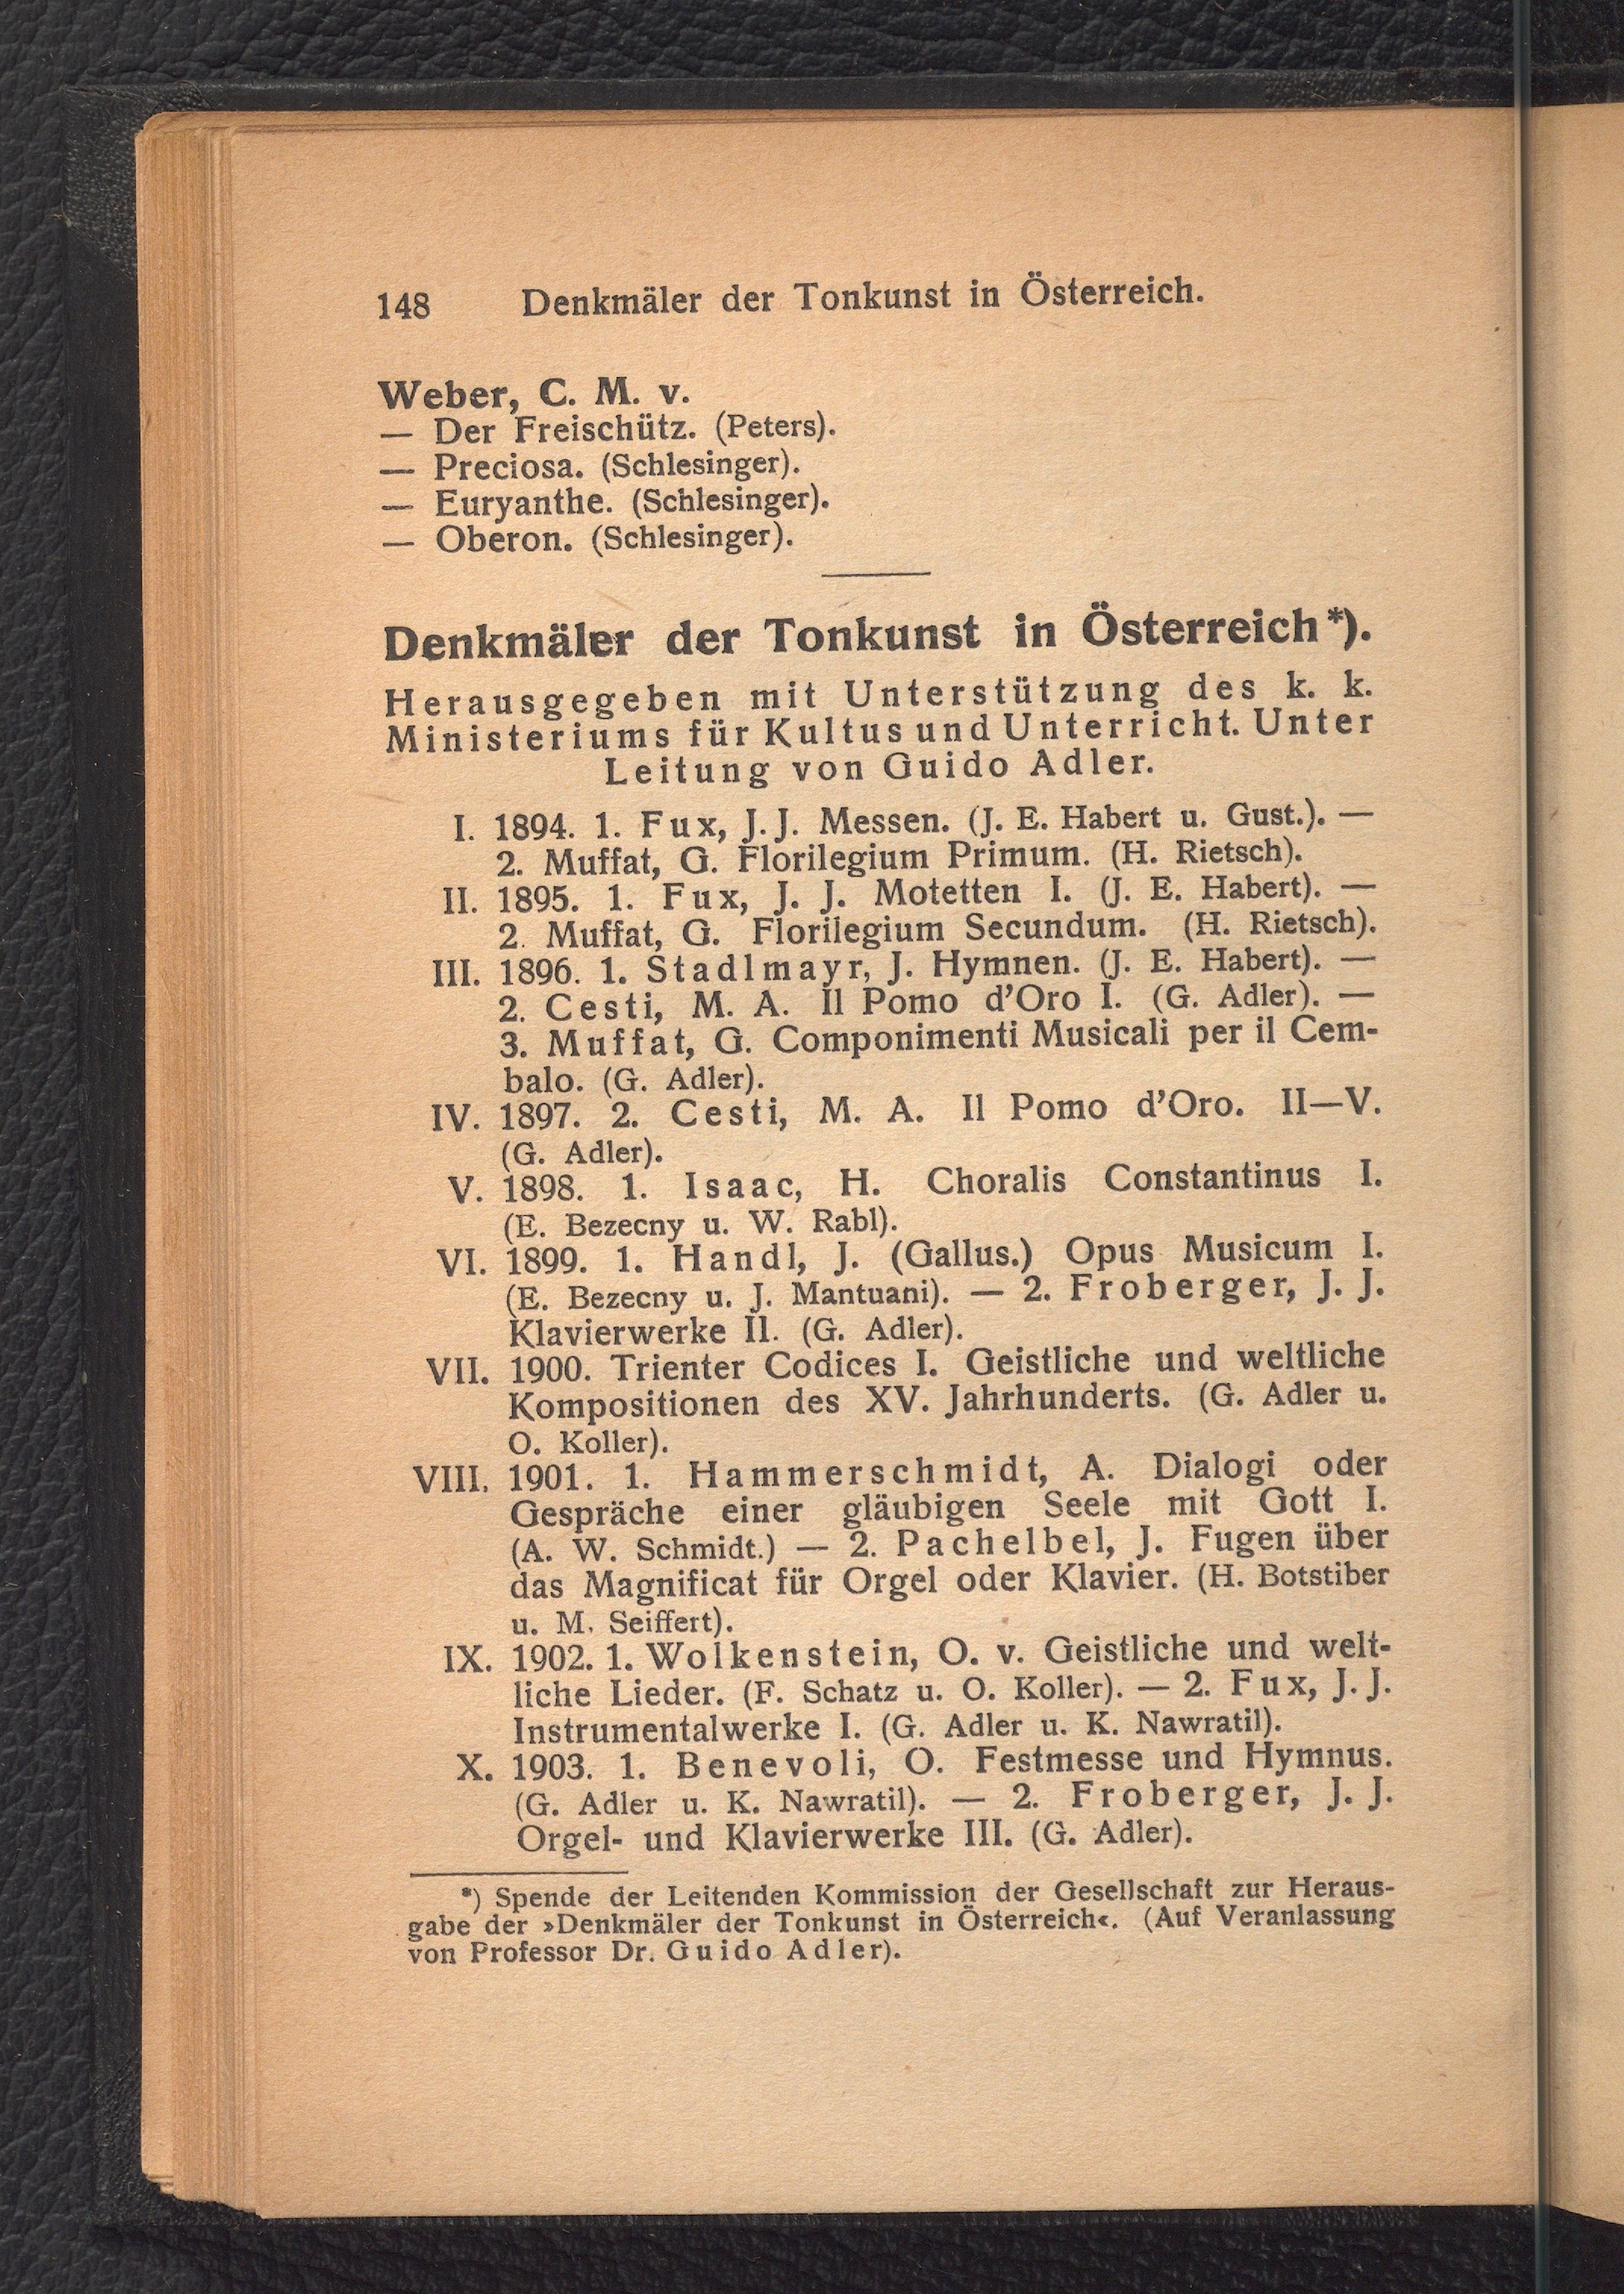 148 Denkmäler der Tonkunst in Österreich.
Weber, C. M. v.
— Der Freischütz. (Peters).
— Preciosa. (Schlesinger).
— Euryanthe. (Schlesinger).
— Oberon. (Schlesinger).
Denkmäler der Tonkunst in Österreich*).
Herausgegeben mit Unterstützung des k. k.
Ministeriums für Kultus und Unterricht. Unter
Leitung von Guido Adler.
I. 1894. 1. Fux, J. J. Messen. (J. E. Habert u. Gust.). —
2. Muffat, G. Florilegium Primum. (H. Rietsch).
II. 1895. 1. Fux, J. J. Motetten I. (J. E. Habert). —
2. Muffat, G. Florilegium Secundum. (H. Rietsch).
III. 1896. 1. Stadlmayr, J. Hymnen. (J. E. Habert). —
2. Cesti, M. A. Il Pomo d'Oro I. (G. Adler). —
3. Muffat, G. Componimenti Musicali per il Cem-
balo. (G. Adler).
IV. 1897. 2. Cesti, M. A. Il Pomo d'Oro. II—V.
(G. Adler).
V. 1898. 1. Isaac, H. Choralis Constantinus I.
(E. Bezecny u. W. Rabl).
VI. 1899. 1. Handl, J. (Gallus.) Opus Musicum I.
(E. Bezecny u. J. Mantuani). — 2. Froberger, J. J.
Klavierwerke II. (G. Adler).
VII. 1900. Trienter Codices I. Geistliche und weltliche
Kompositionen des XV. Jahrhunderts. (G. Adler u.
O. Koller).
VIII. 1901. 1. Hammerschmidt, A. Dialogi oder
Gespräche einer gläubigen Seele mit Gott I.
(A. W. Schmidt.) — 2. Pachelbel, J. Fugen über
das Magnificat für Orgel oder Klavier. (H. Botstiber
u. M. Seiffert).
IX. 1902. 1. Wolkenstein, O. v. Geistliche und welt-
liche Lieder. (F. Schatz u. O. Koller). — 2. Fux, J. J.
Instrumentalwerke I. (G. Adler u. K. Nawratil).
X. 1903. 1. Benevoli, O. Festmesse und Hymnus.
(G. Adler u. K. Nawratil). — 2. Froberger, J. J.
Orgel- und Klavierwerke III. (G. Adler).
*) Spende der Leitenden Kommission der Gesellschaft zur Heraus-
gabe der »Denkmäler der Tonkunst in Österreich«. (Auf Veranlassung
von Professor Dr. Guido Adler).